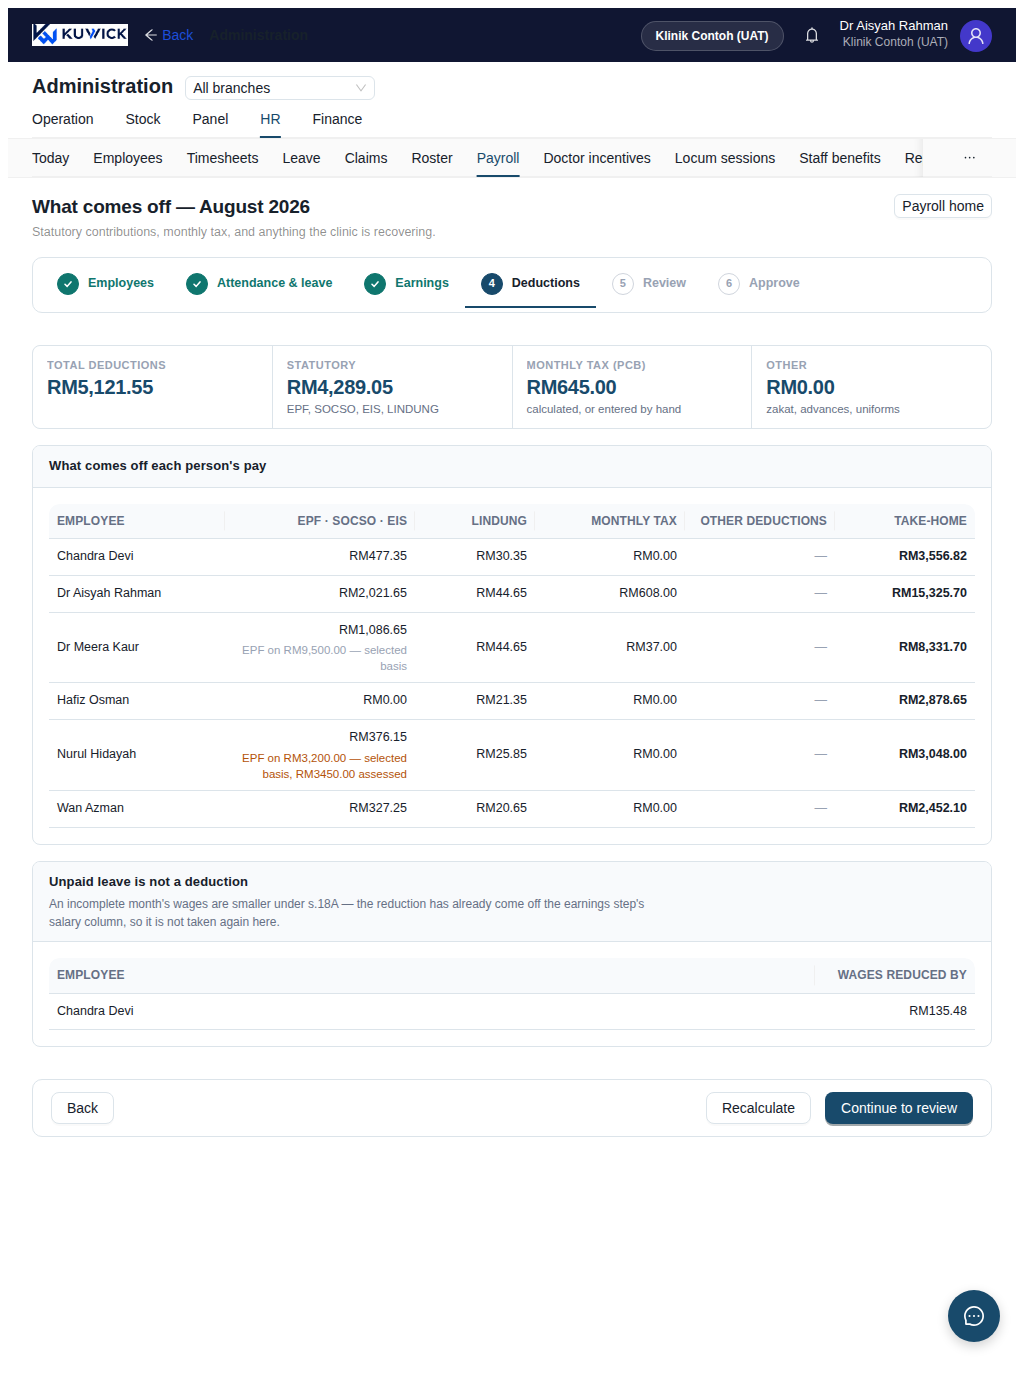 KUVVICK
Back
Administration
Klinik Contoh (UAT)
Dr Aisyah Rahman
Klinik Contoh (UAT)
Administration
All branches
Operation Stock Panel HR Finance
Today Employees Timesheets Leave Claims Roster Payroll Doctor incentives Locum sessions Staff benefits Re ···
What comes off — August 2026
Payroll home
Statutory contributions, monthly tax, and anything the clinic is recovering.
Employees Attendance & leave Earnings 4 Deductions 5 Review 6 Approve
TOTAL DEDUCTIONS STATUTORY MONTHLY TAX (PCB) OTHER
RM5,121.55 RM4,289.05 RM645.00 RM0.00
EPF, SOCSO, EIS, LINDUNG calculated, or entered by hand zakat, advances, uniforms
What comes off each person's pay
EMPLOYEE EPF · SOCSO · EIS LINDUNG MONTHLY TAX OTHER DEDUCTIONS TAKE-HOME
Chandra Devi RM477.35 RM30.35 RM0.00 — RM3,556.82
Dr Aisyah Rahman RM2,021.65 RM44.65 RM608.00 — RM15,325.70
RM1,086.65
Dr Meera Kaur EPF on RM9,500.00 — selected RM44.65 RM37.00 — RM8,331.70
basis
Hafiz Osman RM0.00 RM21.35 RM0.00 — RM2,878.65
RM376.15
Nurul Hidayah EPF on RM3,200.00 — selected RM25.85 RM0.00 — RM3,048.00
basis, RM3450.00 assessed
Wan Azman RM327.25 RM20.65 RM0.00 — RM2,452.10
Unpaid leave is not a deduction
An incomplete month's wages are smaller under s.18A — the reduction has already come off the earnings step's
salary column, so it is not taken again here.
EMPLOYEE WAGES REDUCED BY
Chandra Devi RM135.48
Back Recalculate Continue to review